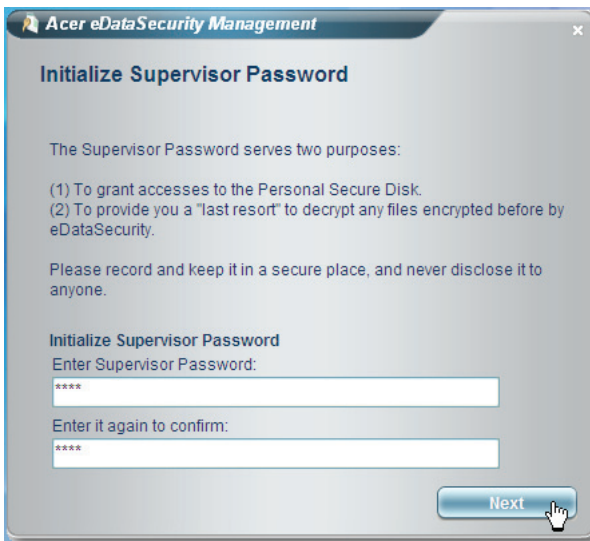 Acer eDataSecurity Management
x
Initialize Supervisor Password
The Supervisor Password serves two purposes:
(1) To grant accesses to the Personal Secure Disk.
(2) To provide you a "last resort" to decrypt any files encrypted before by
eDataSecurity.
Please record and keep it in a secure place, and never disclose it to
anyone.
Initialize Supervisor Password
Enter Supervisor Password:
****
Enter it again to confirm:
****
Next